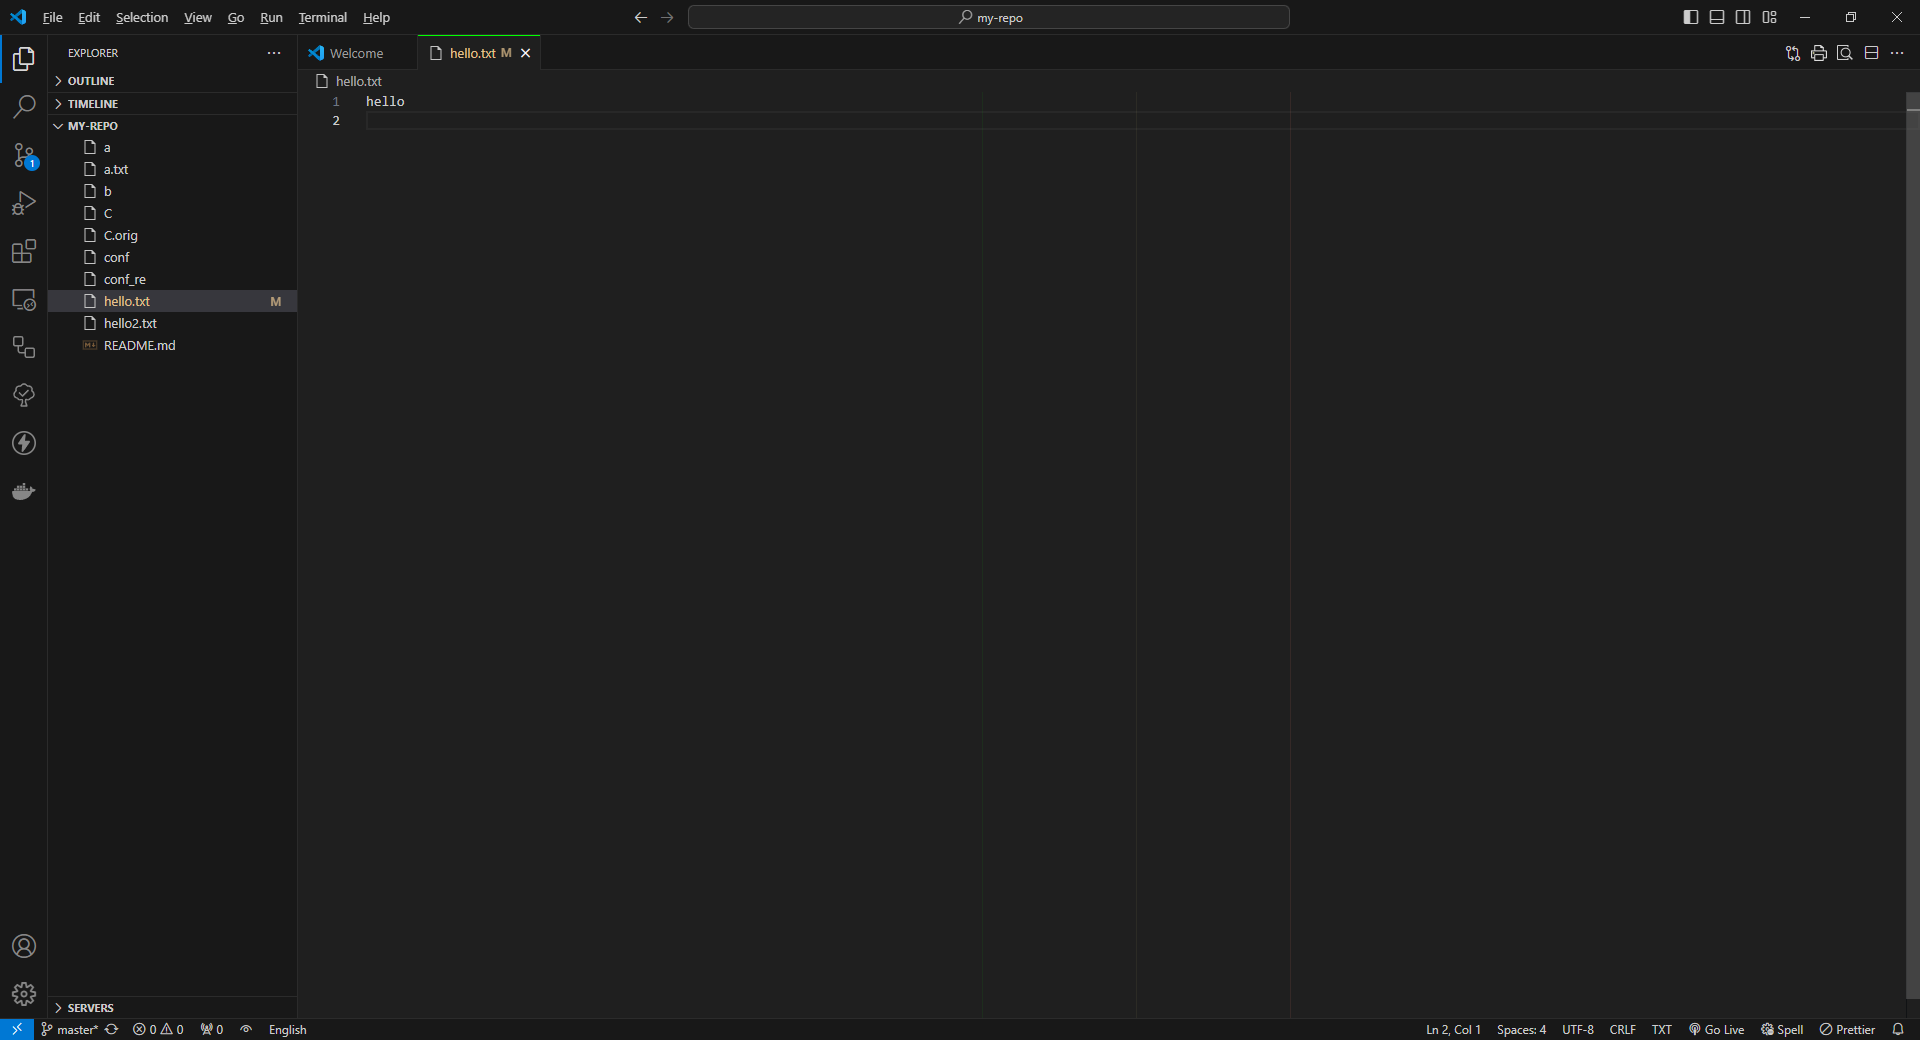 File Edit Selection View Go Run Terminal Help my-repo
EXPLORER
OUTLINE
TIMELINE
MY-REPO
a
a.txt
b
C
C.orig
conf
conf_re
hello.txt M
hello2.txt
README.md
SERVERS
1
Welcome hello.txt M
hello.txt
1 hello
2
master* 0 0 0 English Ln 2, Col 1 Spaces: 4 UTF-8 CRLF TXT Go Live Spell Prettier